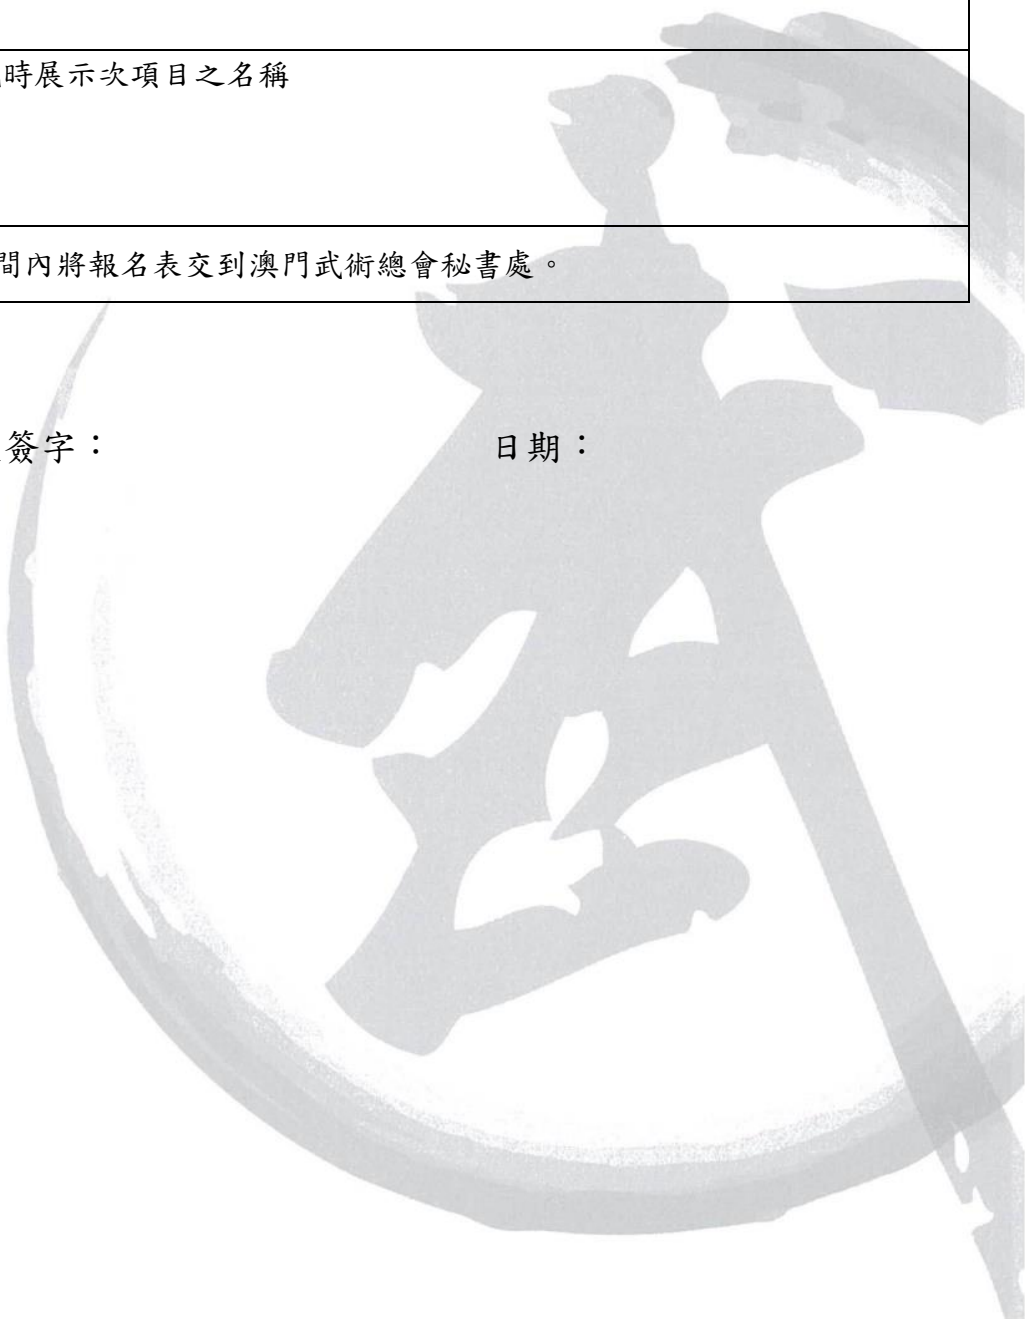 時展示次項目之名稱
間內將報名表交到澳門武術總會秘書處。
簽字：
日期：